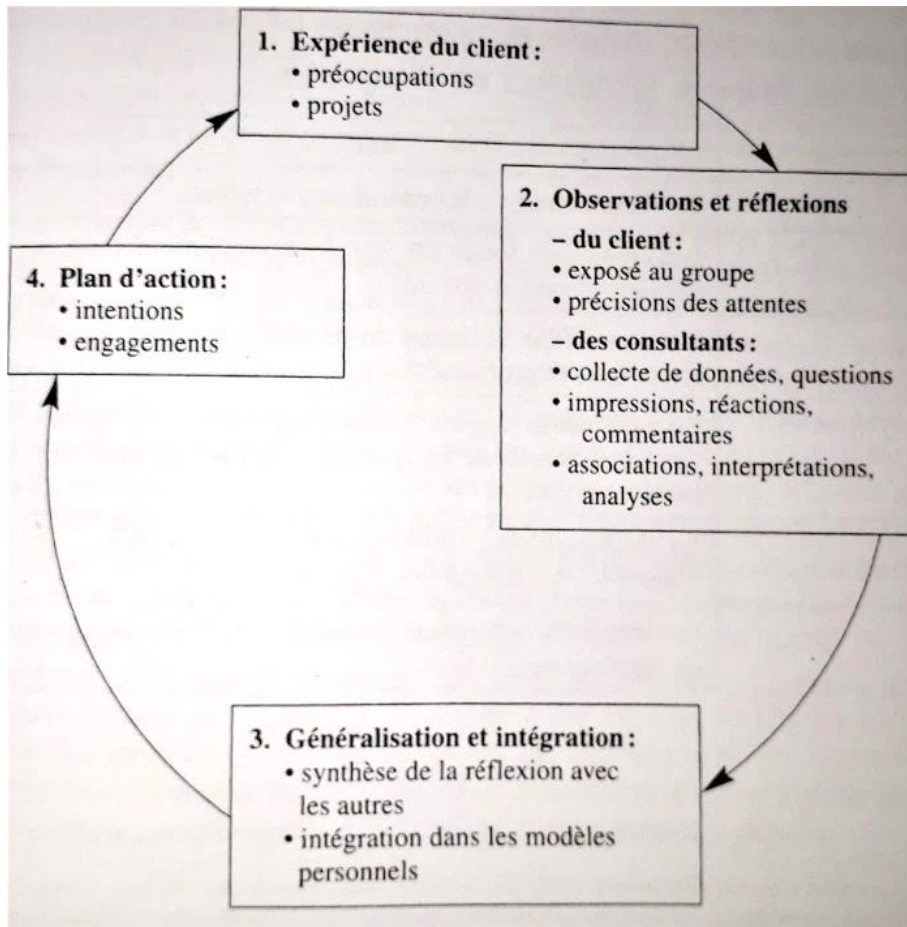 1. Expérience du client :
• préoccupations
• projets
2. Observations et réflexions
– du client :
• exposé au groupe
• précisions des attentes
– des consultants :
• collecte de données, questions
• impressions, réactions,
commentaires
• associations, interprétations,
analyses
3. Généralisation et intégration :
• synthèse de la réflexion avec
les autres
• intégration dans les modèles
personnels
4. Plan d'action :
• intentions
• engagements